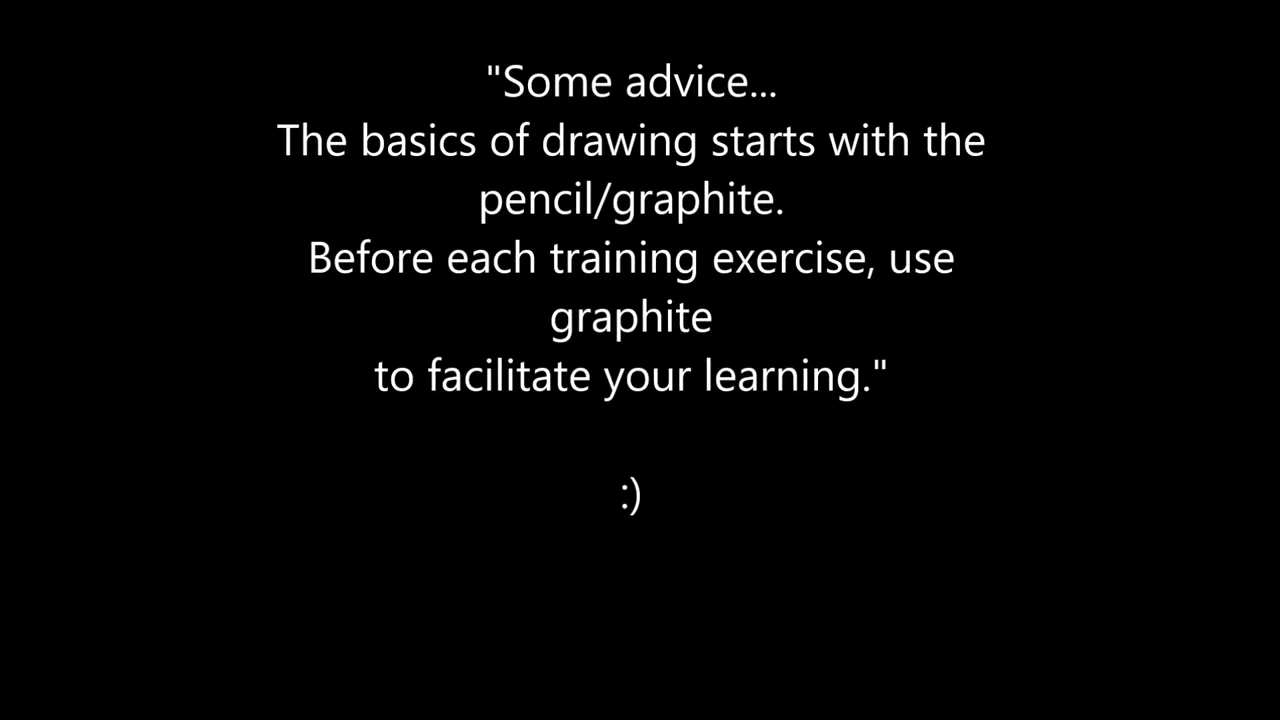 "Some advice...
The basics of drawing starts with the
pencil/graphite.
Before each training exercise, use
graphite
to facilitate your learning."
:)